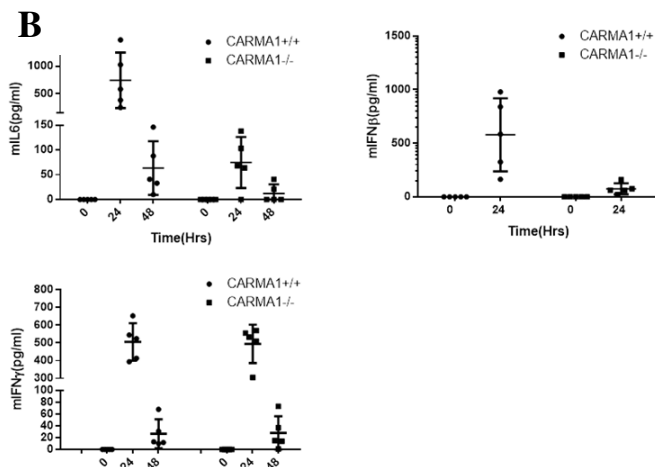 B
CARMA1+/+
CARMA1-/-
mIL6(pg/ml)
1000
500
150
100
50
0
0 24 48 0 24 48
Time(Hrs)
CARMA1+/+
CARMA1-/-
mIFNβ(pg/ml)
1500
1000
500
0
0 24 0 24
Time(Hrs)
CARMA1+/+
CARMA1-/-
mIFNγ(pg/ml)
800
700
600
500
400
300
100
80
60
40
20
0
0 24 48 0 24 48